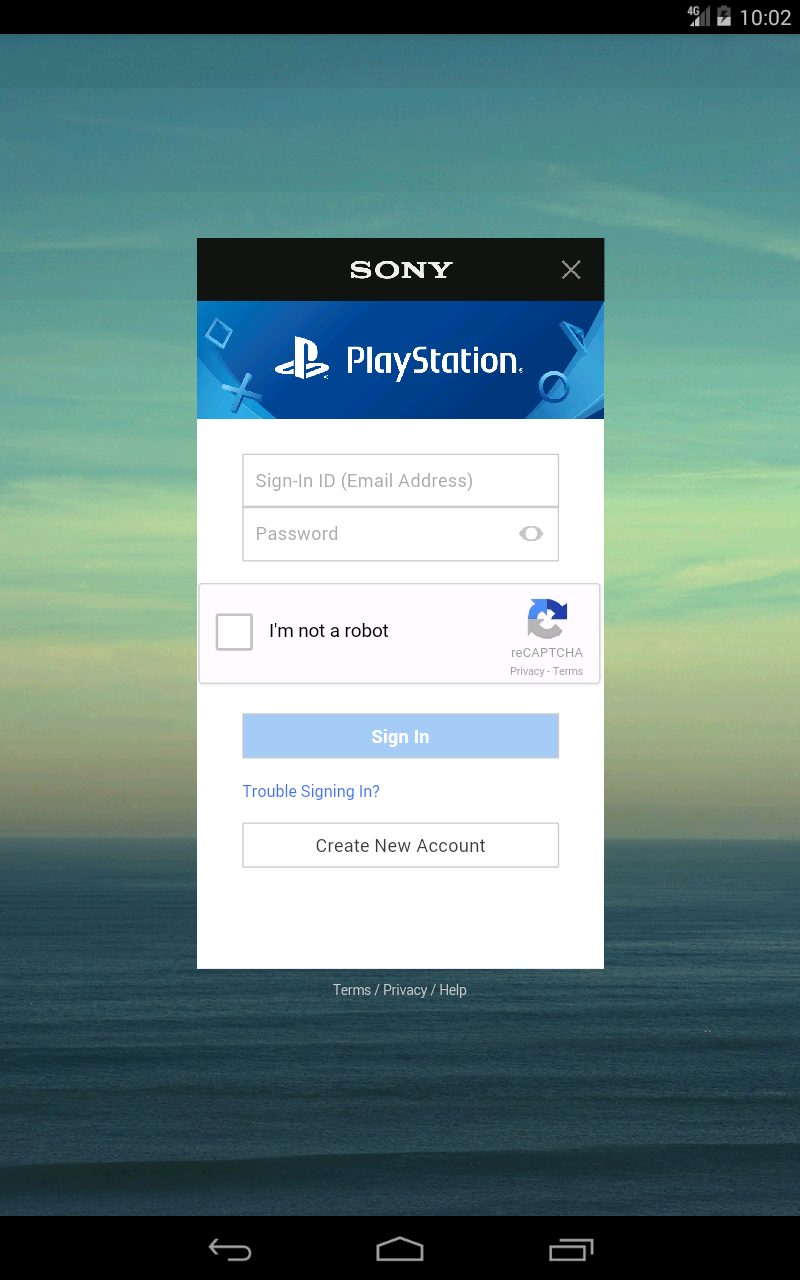 4G 10:02
SONY
PlayStation
Sign-In ID (Email Address)
Password
I'm not a robot
reCAPTCHA
Privacy - Terms
Sign In
Trouble Signing In?
Create New Account
Terms / Privacy / Help